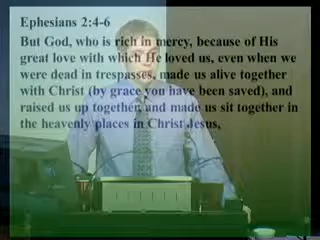 Ephesians 2:4-6
But God, who is rich in mercy, because of His
great love with which He loved us, even when we
were dead in trespasses, made us alive together
with Christ (by grace you have been saved), and
raised us up together, and made us sit together in
the heavenly places in Christ Jesus,